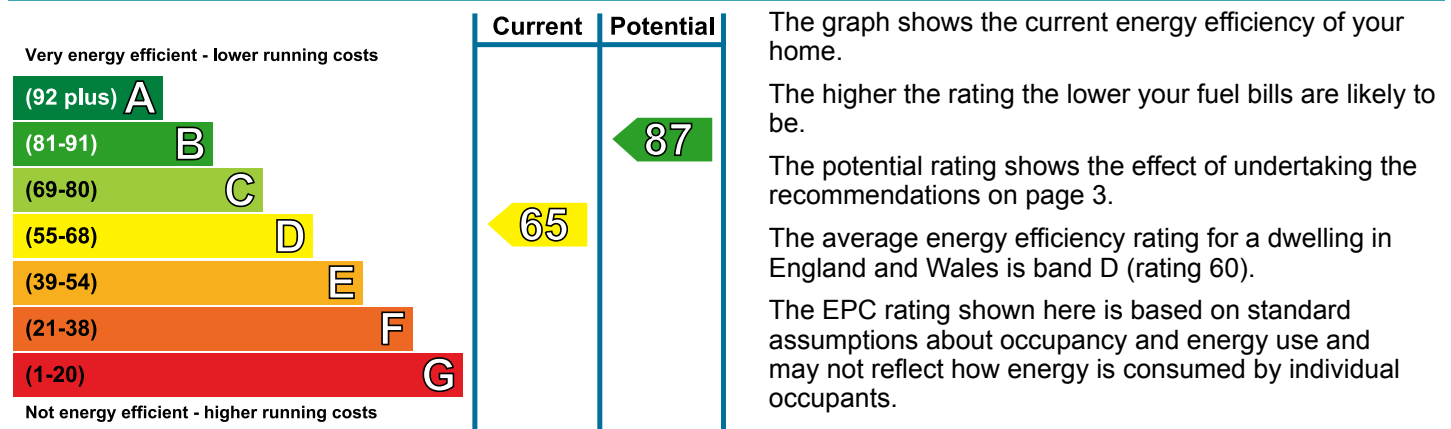 Current Potential
Very energy efficient - lower running costs
(92 plus) A
(81-91) B
87
(69-80) C
(55-68) D
65
(39-54) E
(21-38) F
(1-20) G
Not energy efficient - higher running costs
The graph shows the current energy efficiency of your
home.
The higher the rating the lower your fuel bills are likely to
be.
The potential rating shows the effect of undertaking the
recommendations on page 3.
The average energy efficiency rating for a dwelling in
England and Wales is band D (rating 60).
The EPC rating shown here is based on standard
assumptions about occupancy and energy use and
may not reflect how energy is consumed by individual
occupants.